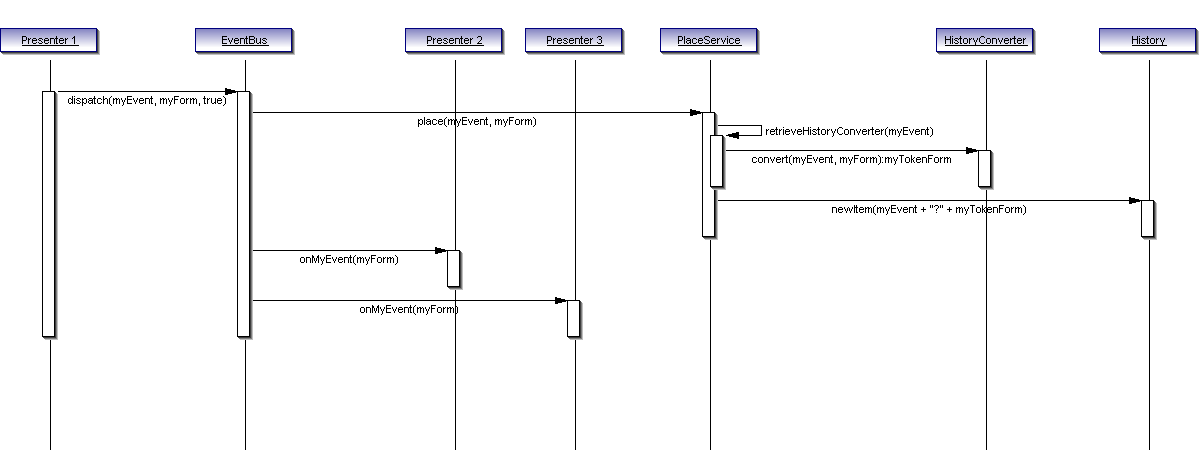 Presenter 1
EventBus
Presenter 2
Presenter 3
PlaceService
HistoryConverter
History
dispatch(myEvent, myForm, true)
place(myEvent, myForm)
retrieveHistoryConverter(myEvent)
convert(myEvent, myForm):myTokenForm
newItem(myEvent + "?" + myTokenForm)
onMyEvent(myForm)
onMyEvent(myForm)